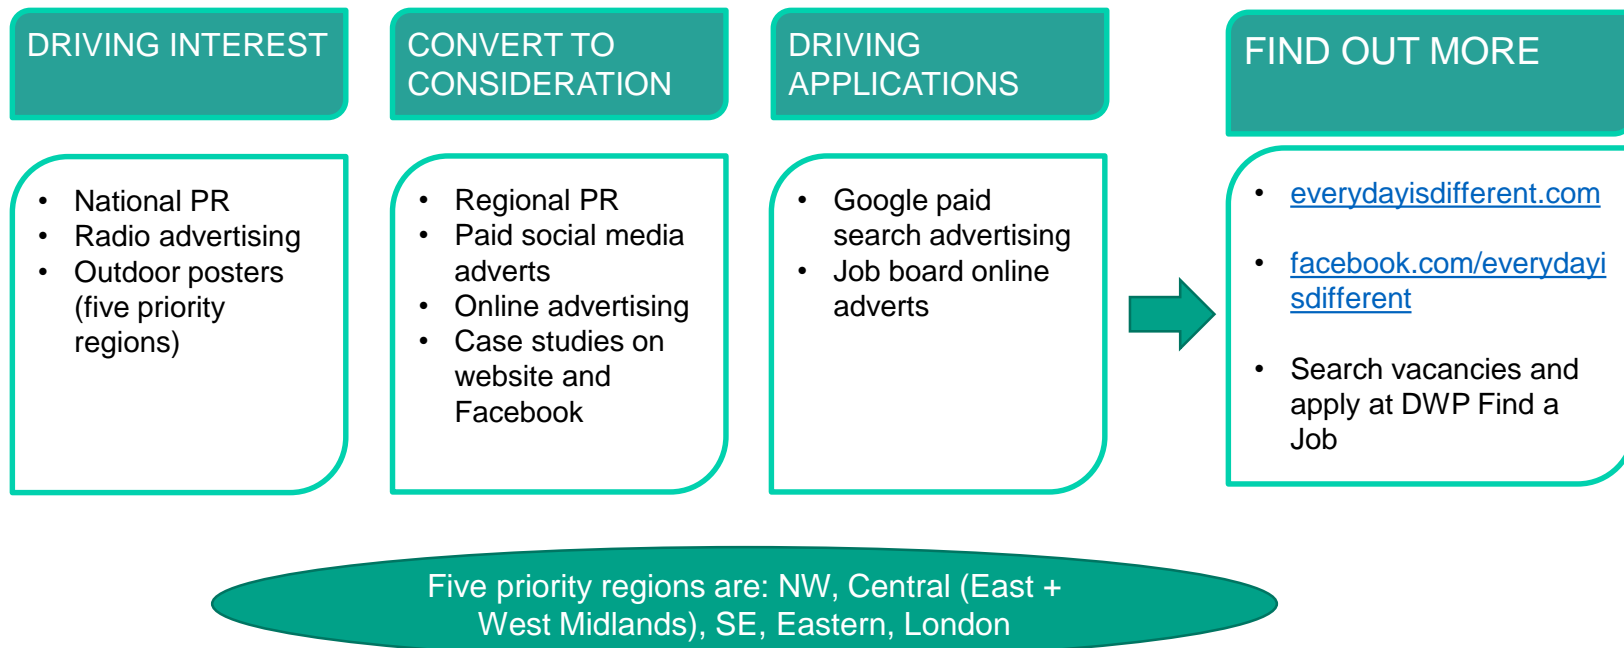 DRIVING INTEREST
• National PR
• Radio advertising
• Outdoor posters
(five priority
regions)
CONVERT TO
CONSIDERATION
• Regional PR
• Paid social media
adverts
• Online advertising
• Case studies on
website and
Facebook
DRIVING
APPLICATIONS
• Google paid
search advertising
• Job board online
adverts
FIND OUT MORE
• everydayisdifferent.com
• facebook.com/everydayi
sdifferent
• Search vacancies and
apply at DWP Find a
Job
Five priority regions are: NW, Central (East +
West Midlands), SE, Eastern, London